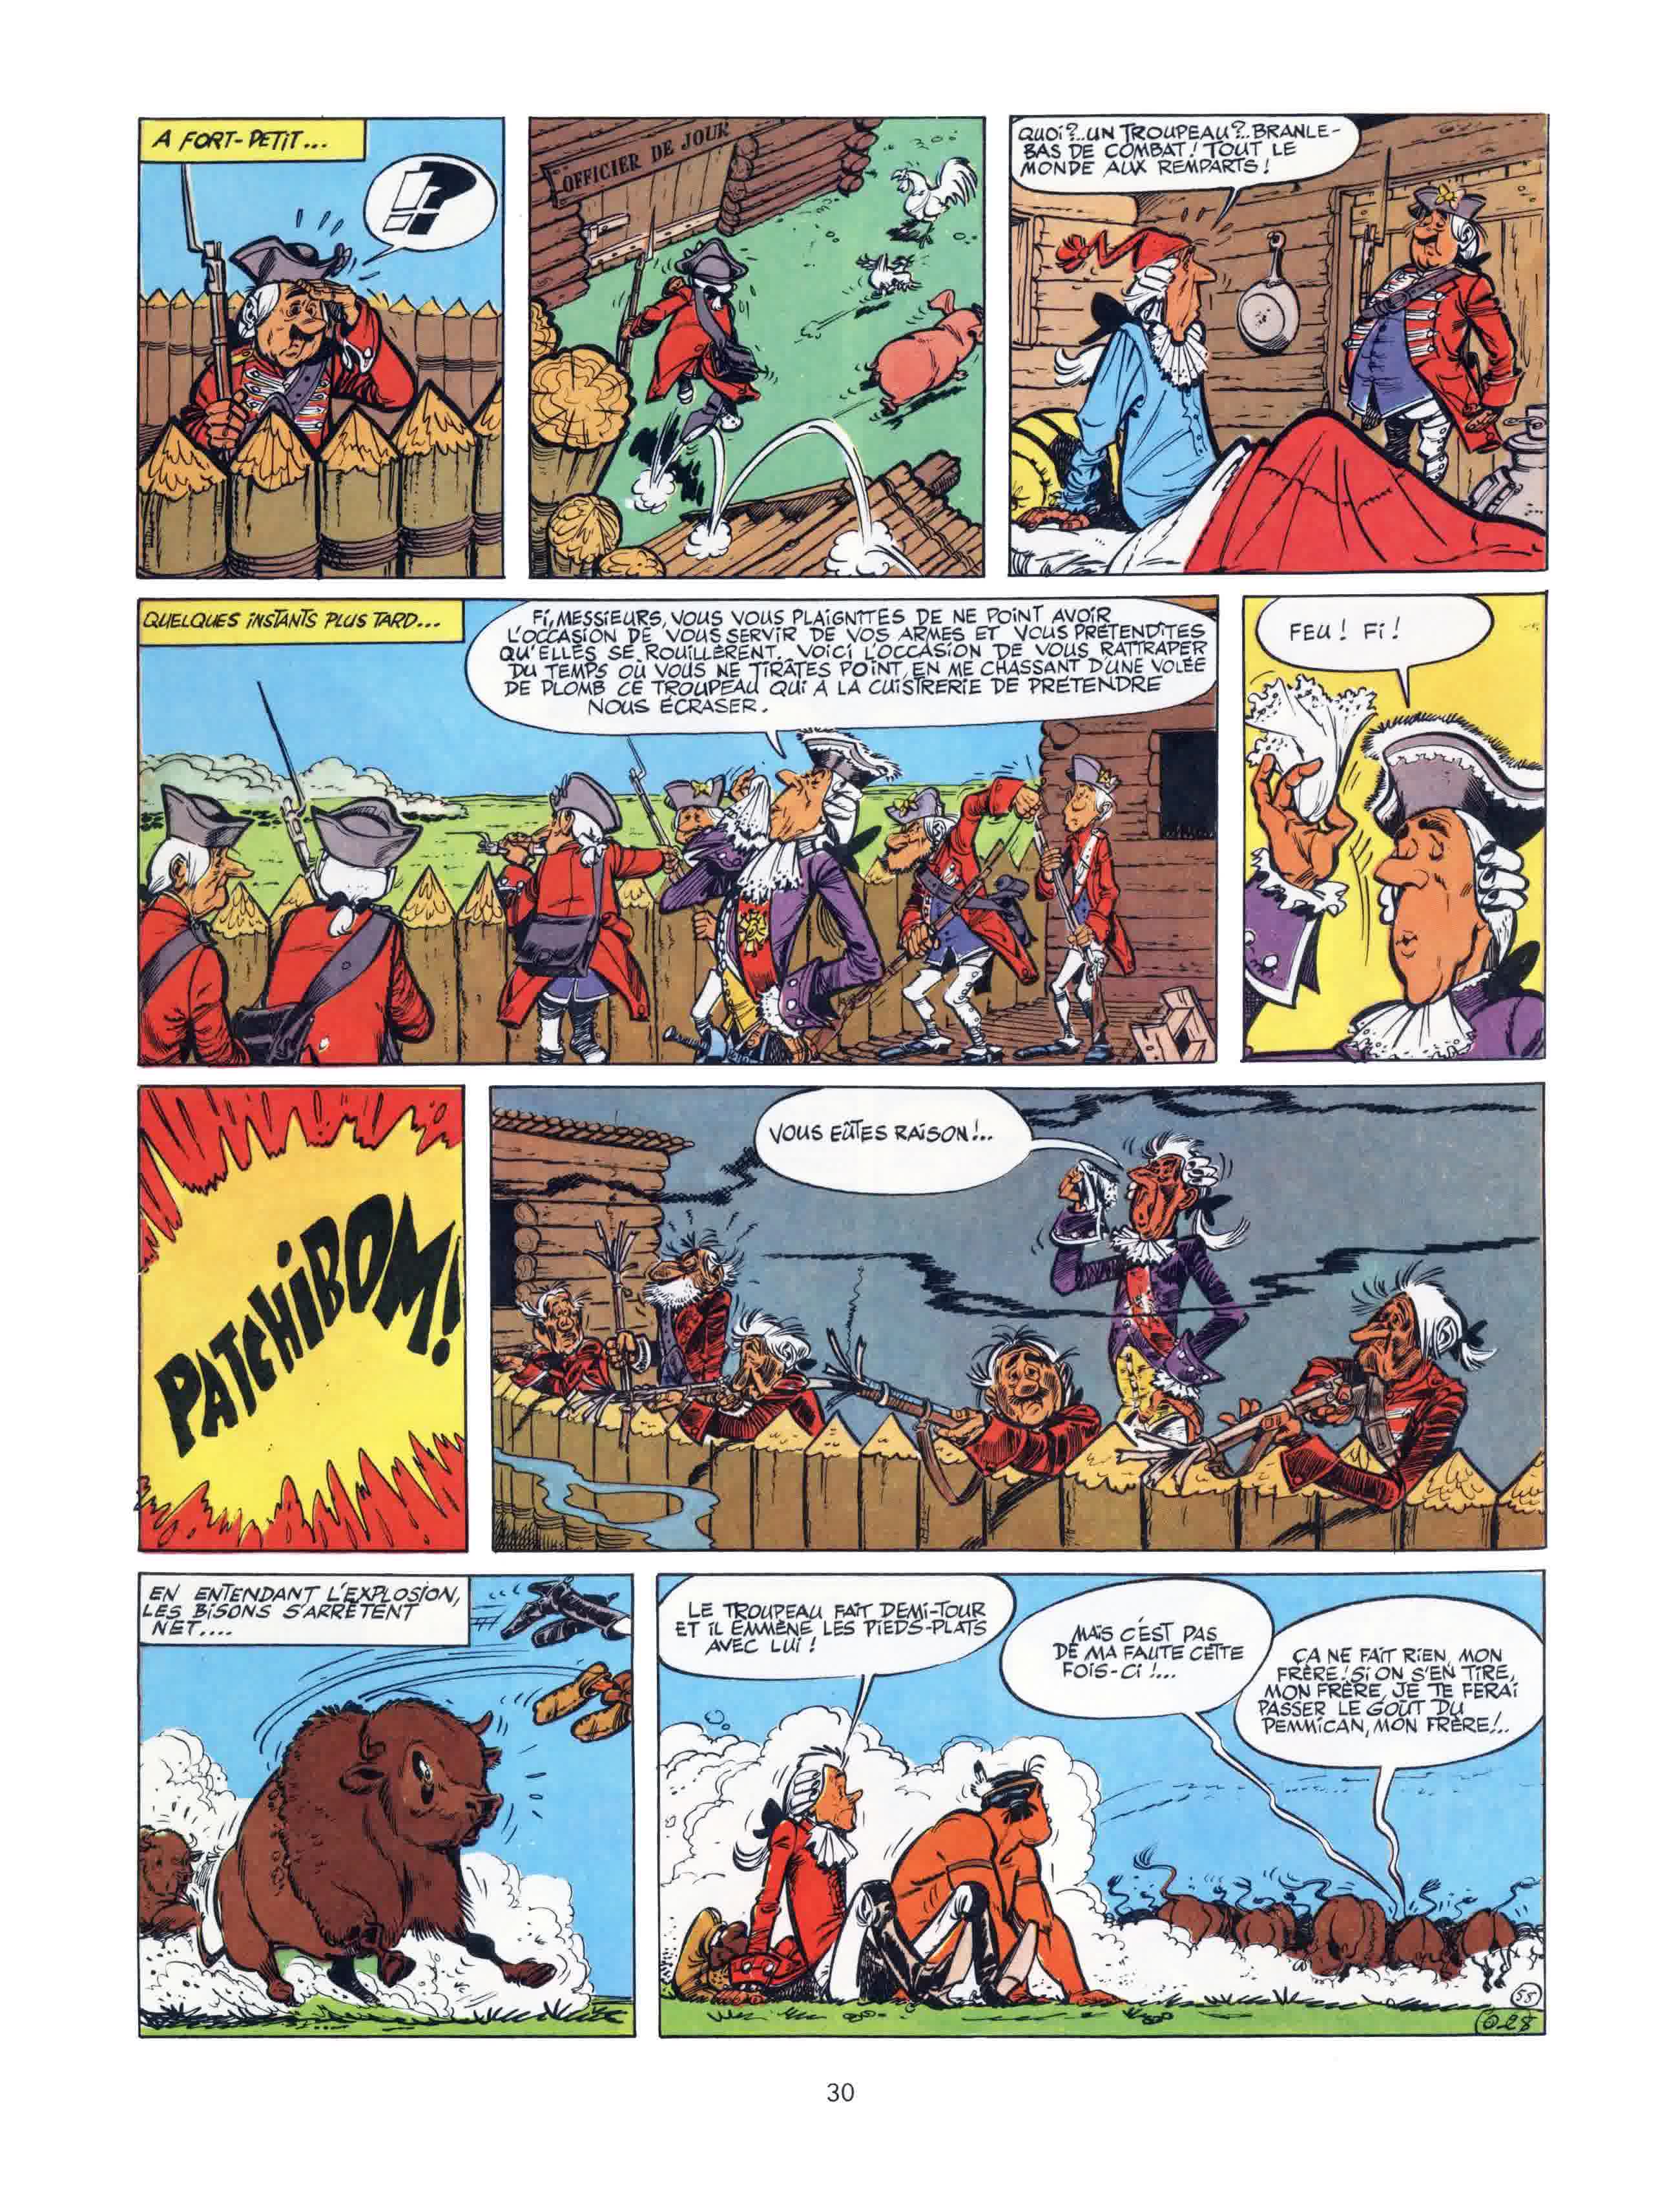 A FORT-PETIT...
!?
OFFICIER DE JOUR
QUOI?..UN TROUPEAU?..BRANLE-
BAS DE COMBAT! TOUT LE
MONDE AUX REMPARTS!
QUELQUES INSTANTS PLUS TARD...
FI, MESSIEURS, VOUS VOUS PLAIGNÎTES DE NE POINT AVOIR
L'OCCASION DE VOUS SERVIR DE VOS ARMES ET VOUS PRÉTENDÎTES
QU'ELLES SE ROUILLÈRENT. VOICI L'OCCASION DE VOUS RATTRAPER
DU TEMPS OÙ VOUS NE TIRÂTES POINT, EN ME CHASSANT D'UNE VOLÉE
DE PLOMB CE TROUPEAU QUI A LA CUISTRERIE DE PRÉTENDRE
NOUS ÉCRASER.
FEU! FI!
PATCHIBOM!
VOUS EÛTES RAISON!..
EN ENTENDANT L'EXPLOSION,
LES BISONS S'ARRÊTENT
NET....
LE TROUPEAU FAIT DEMI-TOUR
ET IL EMMÈNE LES PIEDS-PLATS
AVEC LUI!
MAIS C'EST PAS
DE MA FAUTE CETTE
FOIS-CI!...
ÇA NE FAIT RIEN, MON
FRÈRE! SI ON S'EN TIRE,
MON FRÈRE, JE TE FERAI
PASSER LE GOÛT DU
PEMMICAN, MON FRÈRE!..
55
028
30